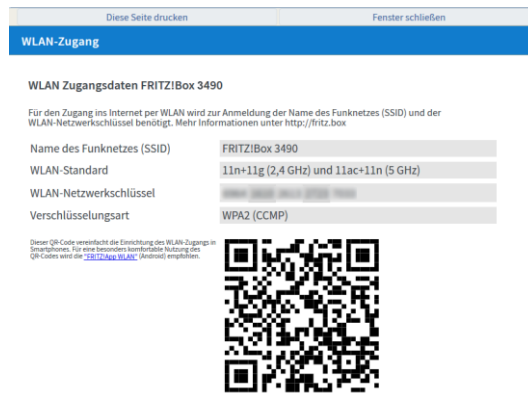 Diese Seite drucken
Fenster schließen
WLAN-Zugang
WLAN Zugangsdaten FRITZ!Box 3490
Für den Zugang ins Internet per WLAN wird zur Anmeldung der Name des Funknetzes (SSID) und der
WLAN-Netzwerkschlüssel benötigt. Mehr Informationen unter http://fritz.box
Name des Funknetzes (SSID) FRITZ!Box 3490
WLAN-Standard 11n+11g (2,4 GHz) und 11ac+11n (5 GHz)
WLAN-Netzwerkschlüssel
Verschlüsselungsart WPA2 (CCMP)
Dieser QR-Code vereinfacht die Einrichtung des WLAN-Zugangs in
Smartphones. Für eine besonders komfortable Nutzung des
QR-Codes wird die "FRITZ!App WLAN" (Android) empfohlen.